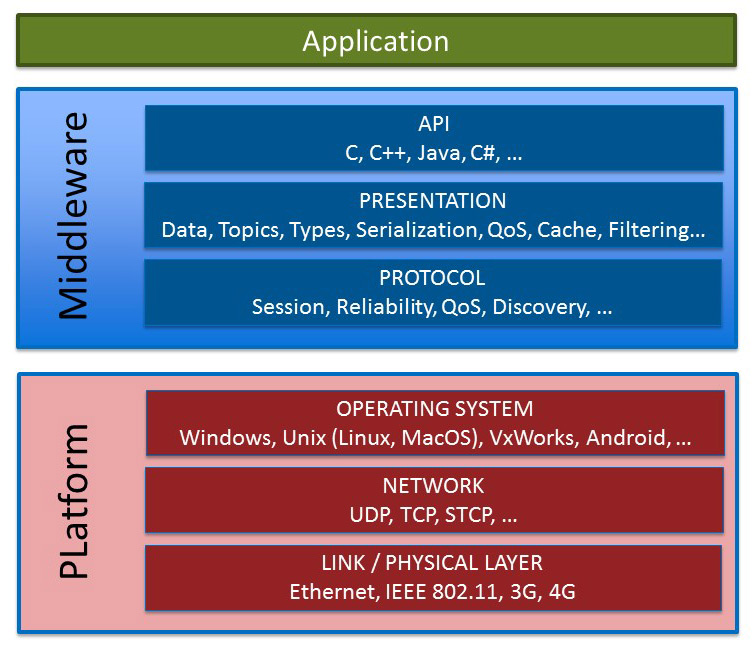 Application
Middleware
API
C, C++, Java, C#, ...
PRESENTATION
Data, Topics, Types, Serialization, QoS, Cache, Filtering...
PROTOCOL
Session, Reliability, QoS, Discovery, ...
PLatform
OPERATING SYSTEM
Windows, Unix (Linux, MacOS), VxWorks, Android, ...
NETWORK
UDP, TCP, STCP, ...
LINK / PHYSICAL LAYER
Ethernet, IEEE 802.11, 3G, 4G